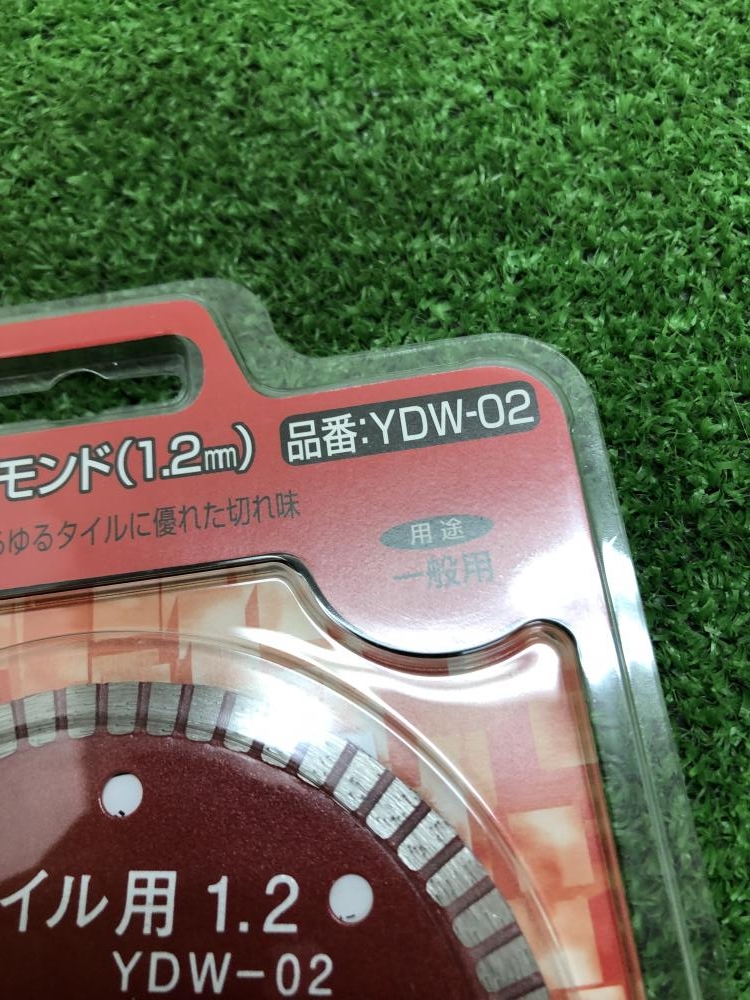 モンド(1.2㎜)
品番:YDW-02
ゆるタイルに優れた切れ味
用途
一般用
イル用 1.2
YDW-02